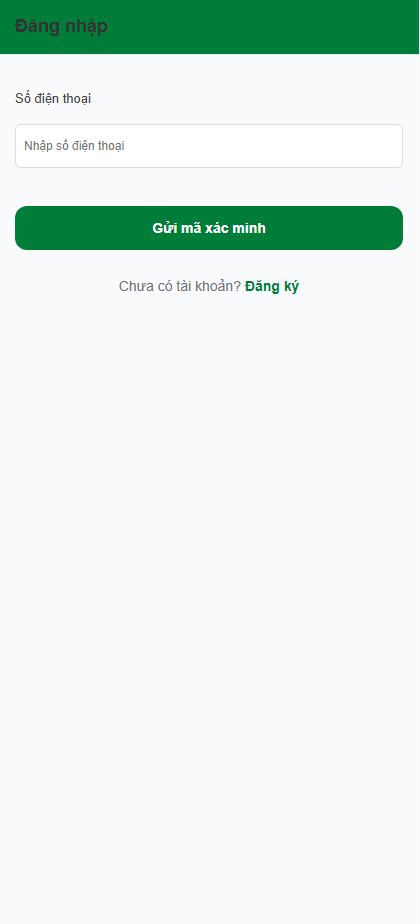 Đăng nhập
Số điện thoại
Nhập số điện thoại
Gửi mã xác minh
Chưa có tài khoản? Đăng ký